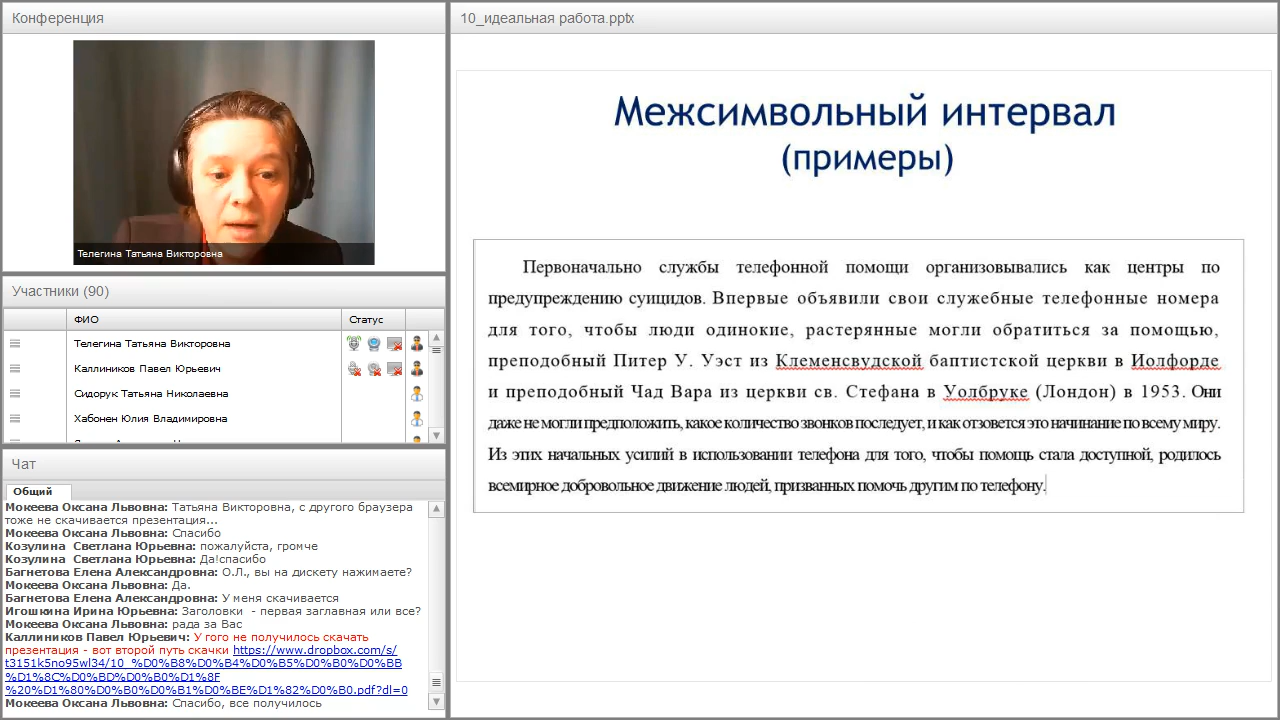 Конференция
Телегина Татьяна Викторовна
Участники (90)
ФИО Статус
Телегина Татьяна Викторовна
Каллиников Павел Юрьевич
Сидорук Татьяна Николаевна
Хабонен Юлия Владимировна
Чат
Общий
Мокеева Оксана Львовна: Татьяна Викторовна, с другого браузера
тоже не скачивается презентация...
Мокеева Оксана Львовна: Спасибо
Козулина Светлана Юрьевна: пожалуйста, громче
Козулина Светлана Юрьевна: Да!спасибо
Багнетова Елена Александровна: О.Л., вы на дискету нажимаете?
Мокеева Оксана Львовна: Да.
Багнетова Елена Александровна: У меня скачивается
Игошкина Ирина Юрьевна: Заголовки - первая заглавная или все?
Мокеева Оксана Львовна: рада за Вас
Каллиников Павел Юрьевич: У гого не получилось скачать
презентация - вот второй путь скачки https://www.dropbox.com/s/
t3151k5no95wl34/10_%D0%B8%D0%B4%D0%B5%D0%B0%D0%BB
%D1%8C%D0%BD%D0%B0%D1%8F
%20%D1%80%D0%B0%D0%B1%D0%BE%D1%82%D0%B0.pdf?dl=0
Мокеева Оксана Львовна: Спасибо, все получилось
10_идеальная работа.pptx
Межсимвольный интервал
(примеры)
Первоначально службы телефонной помощи организовывались как центры по
предупреждению суицидов. Впервые объявили свои служебные телефонные номера
для того, чтобы люди одинокие, растерянные могли обратиться за помощью,
преподобный Питер У. Уэст из Клеменсвудской баптистской церкви в Иолфорде
и преподобный Чад Вара из церкви св. Стефана в Уолбруке (Лондон) в 1953. Они
даже не могли предположить, какое количество звонков последует, и как отзовется это начинание по всему миру.
Из этих начальных усилий в использовании телефона для того, чтобы помощь стала доступной, родилось
всемирное добровольное движение людей, призванных помочь другим по телефону.